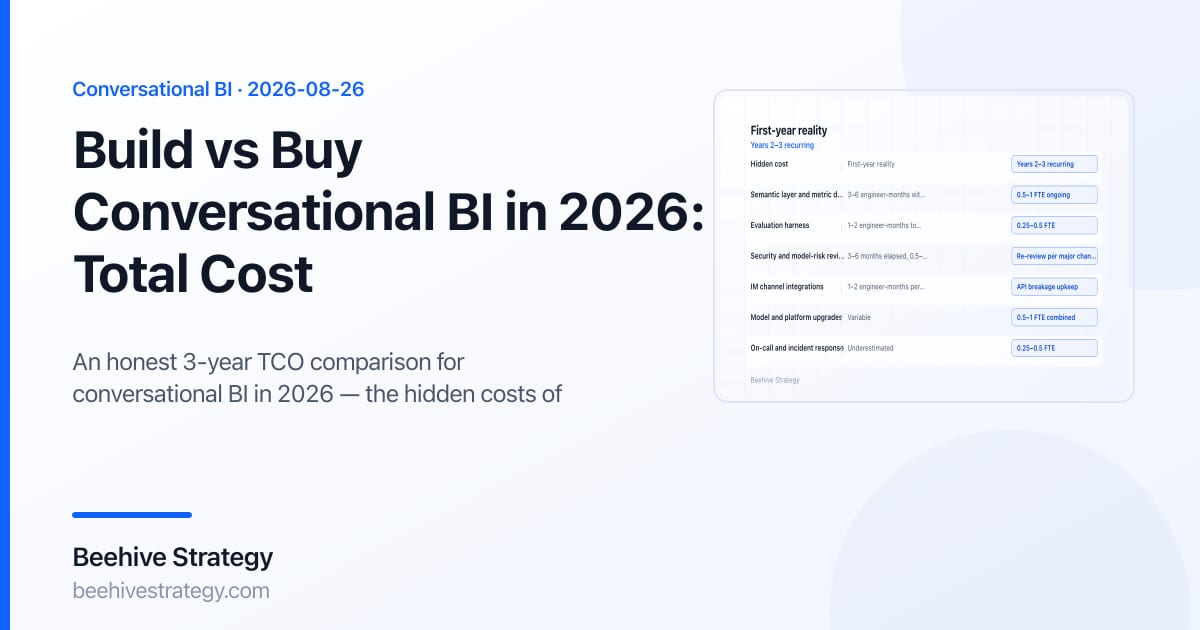 Conversational BI · 2026-08-26
Build vs Buy
Conversational BI in 2026:
Total Cost
An honest 3-year TCO comparison for
conversational BI in 2026 — the hidden costs of
Beehive Strategy
beehivestrategy.com
First-year reality
Years 2–3 recurring
Hidden cost First-year reality Years 2–3 recurring
Semantic layer and metric d... 3–6 engineer-months wit... 0.5–1 FTE ongoing
Evaluation harness 1–2 engineer-months to... 0.25–0.5 FTE
Security and model-risk revi... 3–6 months elapsed, 0.5–... Re-review per major chan...
IM channel integrations 1–2 engineer-months per... API breakage upkeep
Model and platform upgrades Variable 0.5–1 FTE combined
On-call and incident response Underestimated 0.25–0.5 FTE
Beehive Strategy